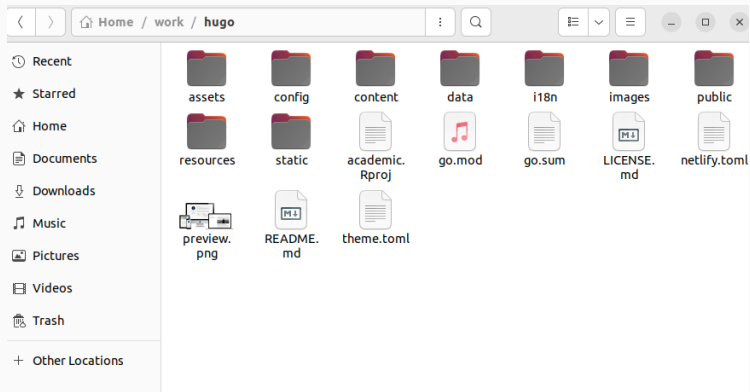 Home / work / hugo
Recent
Starred
Home
Documents
Downloads
Music
Pictures
Videos
Trash
+ Other Locations
assets
config
content
data
i18n
images
public
resources
static
academic.
Rproj
go.mod
go.sum
LICENSE.
md
netlify.toml
preview.
png
README.
md
theme.toml